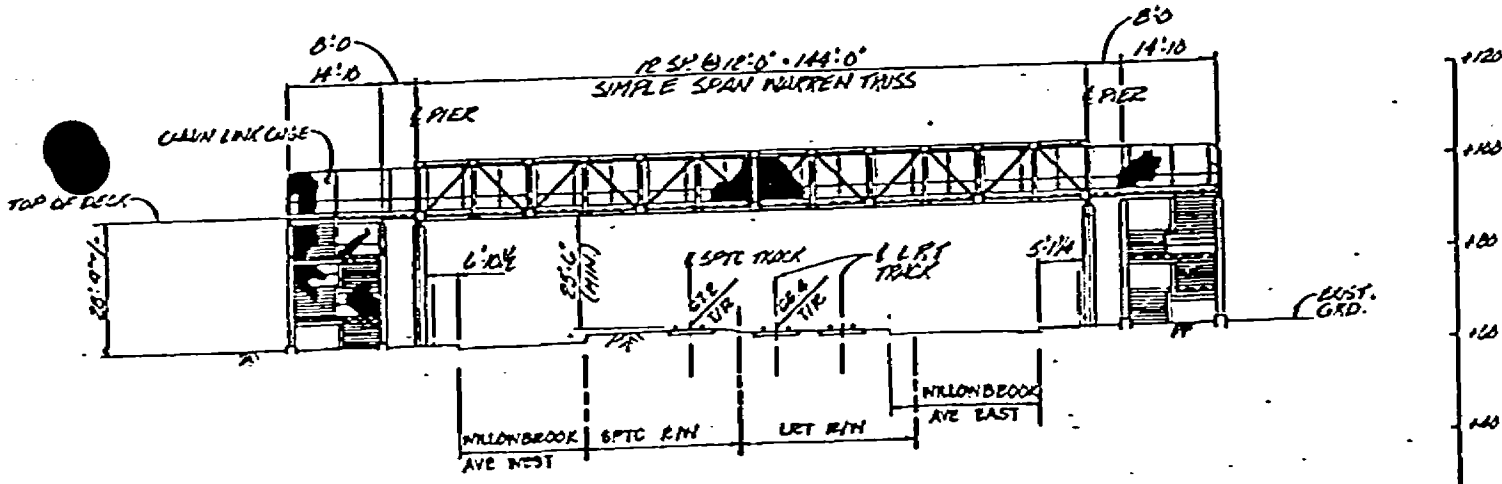 8'-0
8'-0
14'-10
12 SP. @ 12'-0" = 144'-0"
14'-10
SIMPLE SPAN WARREN TRUSS
+120
℄ PIER
℄ PIER
CHAIN LINK CAGE
+100
TOP OF DECK
+80
6'-10½
25'-6"
(MIN)
℄ SPTC TRACK
℄ LRT
TRACK
5'-1¼
T/R
T/R
EXIST.
GRD.
+60
WILLOWBROOK
AVE EAST
+40
WILLOWBROOK
AVE WEST
SPTC R/W
LRT R/W